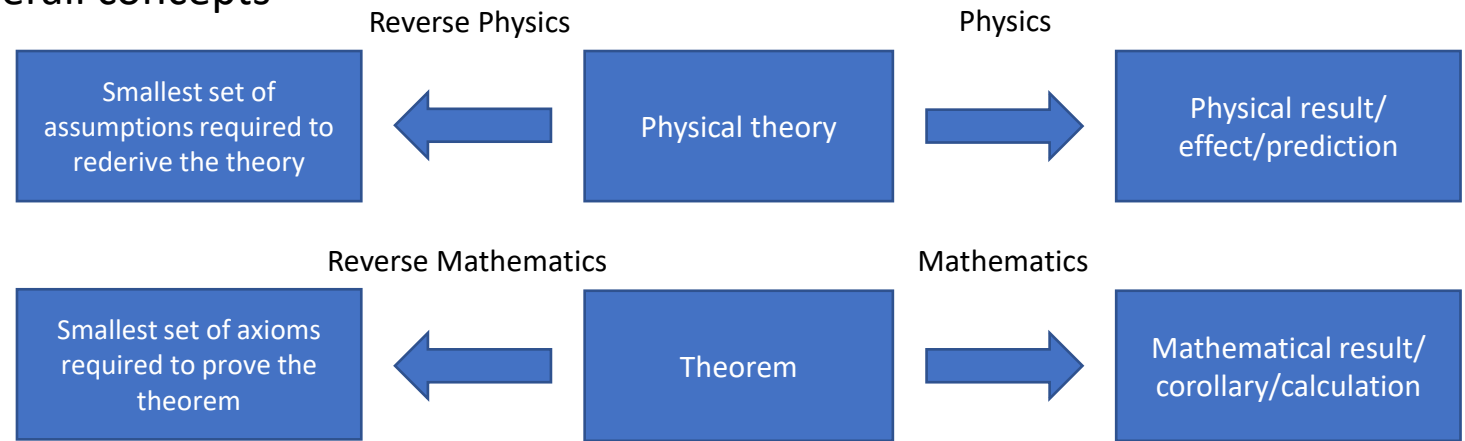 concepts
Reverse Physics
Physics
Smallest set of
assumptions required to
rederive the theory
Physical theory
Physical result/
effect/prediction
Reverse Mathematics
Mathematics
Smallest set of axioms
required to prove the
theorem
Theorem
Mathematical result/
corollary/calculation